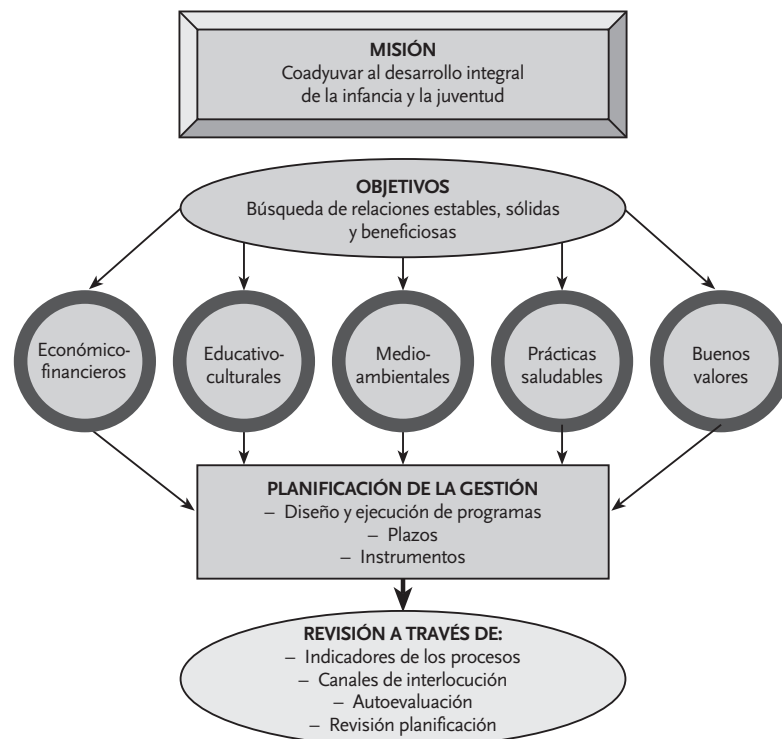 MISIÓN
Coadyuvar al desarrollo integral
de la infancia y la juventud
OBJETIVOS
Búsqueda de relaciones estables, sólidas
y beneficiosas
Económico-
financieros
Educativo-
culturales
Medio-
ambientales
Prácticas
saludables
Buenos
valores
PLANIFICACIÓN DE LA GESTIÓN
– Diseño y ejecución de programas
– Plazos
– Instrumentos
REVISIÓN A TRAVÉS DE:
– Indicadores de los procesos
– Canales de interlocución
– Autoevaluación
– Revisión planificación